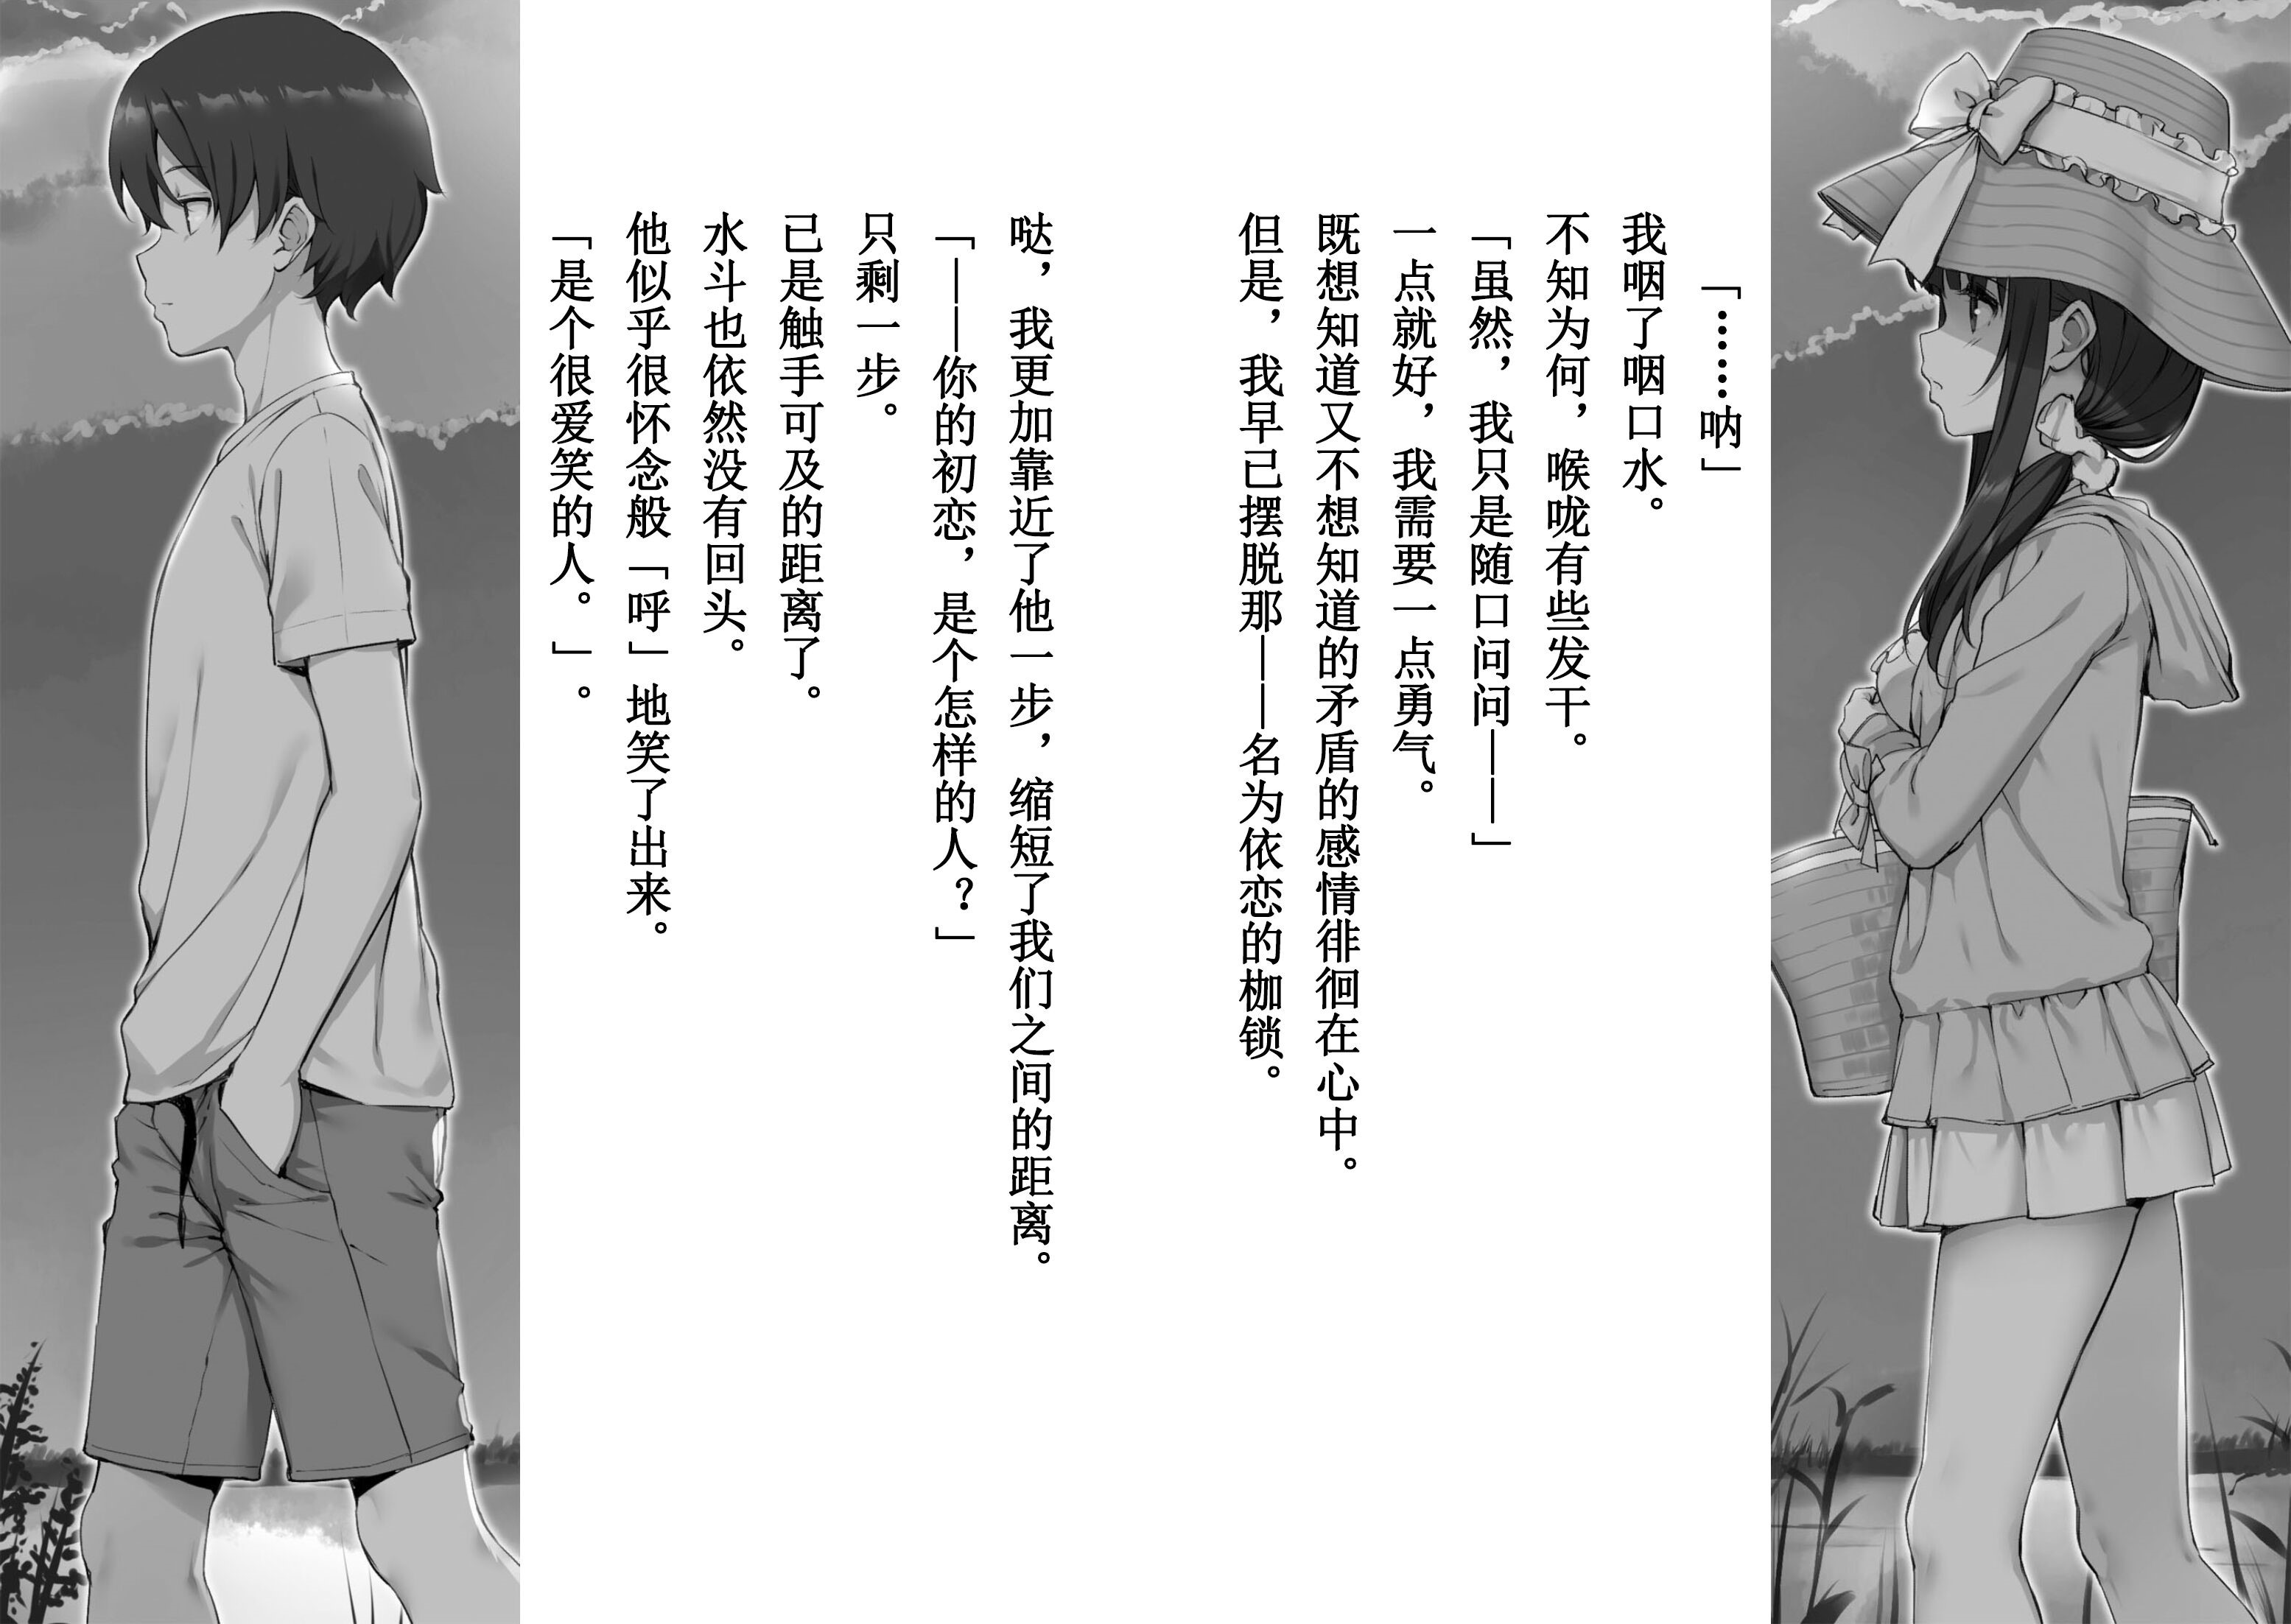 「………呐」
我咽了咽口水。
不知为何，喉咙有些发干。
「虽然，我只是随口问问——」
一点就好，我需要一点勇气。
既想知道又不想知道的矛盾的感情徘徊在心中。
但是，我早已摆脱那——名为依恋的枷锁。
哒，我更加靠近了他一步，缩短了我们之间的距离。
「——你的初恋，是个怎样的人？」
只剩一步。
已是触手可及的距离了。
水斗也依然没有回头。
他似乎很怀念般「呼」地笑了出来。
「是个很爱笑的人。」。